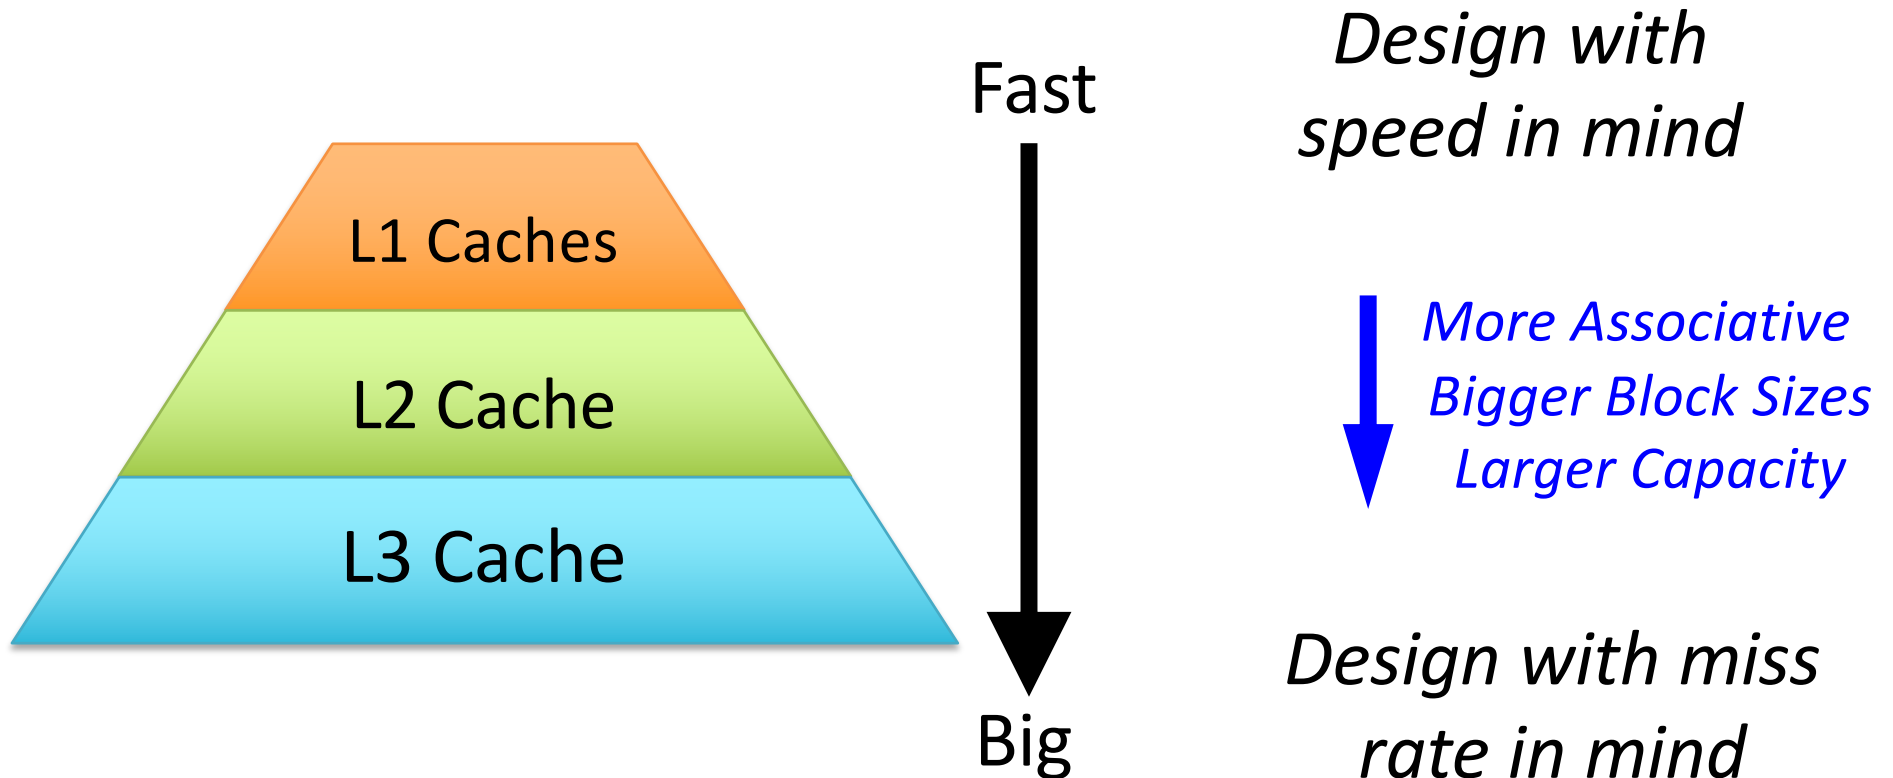 L1 Caches
L2 Cache
L3 Cache
Fast
Big
Design with
speed in mind
More Associative
Bigger Block Sizes
Larger Capacity
Design with miss
rate in mind